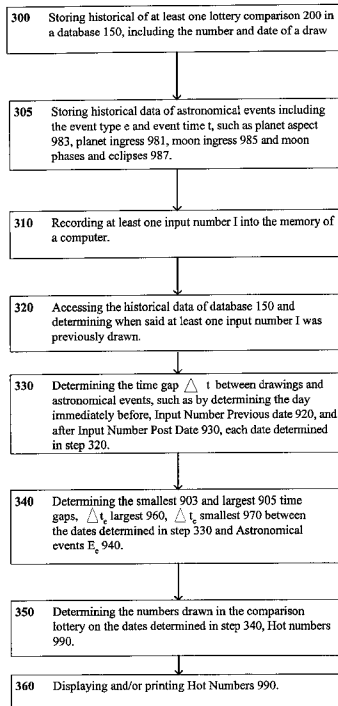 300 Storing historical of at least one lottery comparison 200 in
a database 150, including the number and date of a draw
305 Storing historical data of astronomical events including
the event type e and event time t, such as planet aspect
983, planet ingress 981, moon ingress 985 and moon
phases and eclipses 987.
310 Recording at least one input number I into the memory of
a computer.
320 Accessing the historical data of database 150 and
determining when said at least one input number I was
previously drawn.
330 Determining the time gap △ t between drawings and
astronomical events, such as by determining the day
immediately before, Input Number Previous date 920, and
after Input Number Post Date 930, each date determined
in step 320.
340 Determining the smallest 903 and largest 905 time
gaps, △tₑ largest 960, △tₑ smallest 970 between
the dates determined in step 330 and Astronomical
events Eₑ 940.
350 Determining the numbers drawn in the comparison
lottery on the dates determined in step 340, Hot numbers
990.
360 Displaying and/or printing Hot Numbers 990.